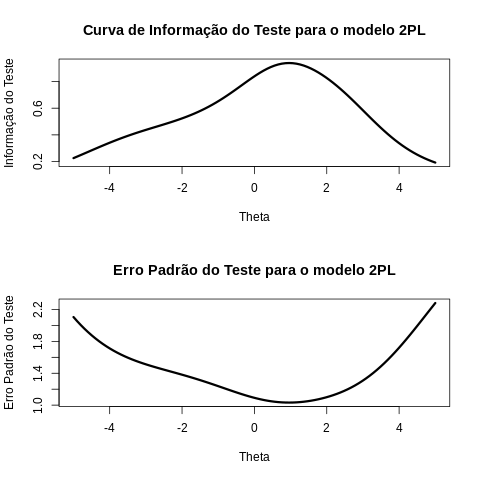 Curva de Informação do Teste para o modelo 2PL
Informação do Teste
0.6
0.2
-4 -2 0 2 4
Theta
Erro Padrão do Teste para o modelo 2PL
Erro Padrão do Teste
2.2
1.8
1.4
1.0
-4 -2 0 2 4
Theta